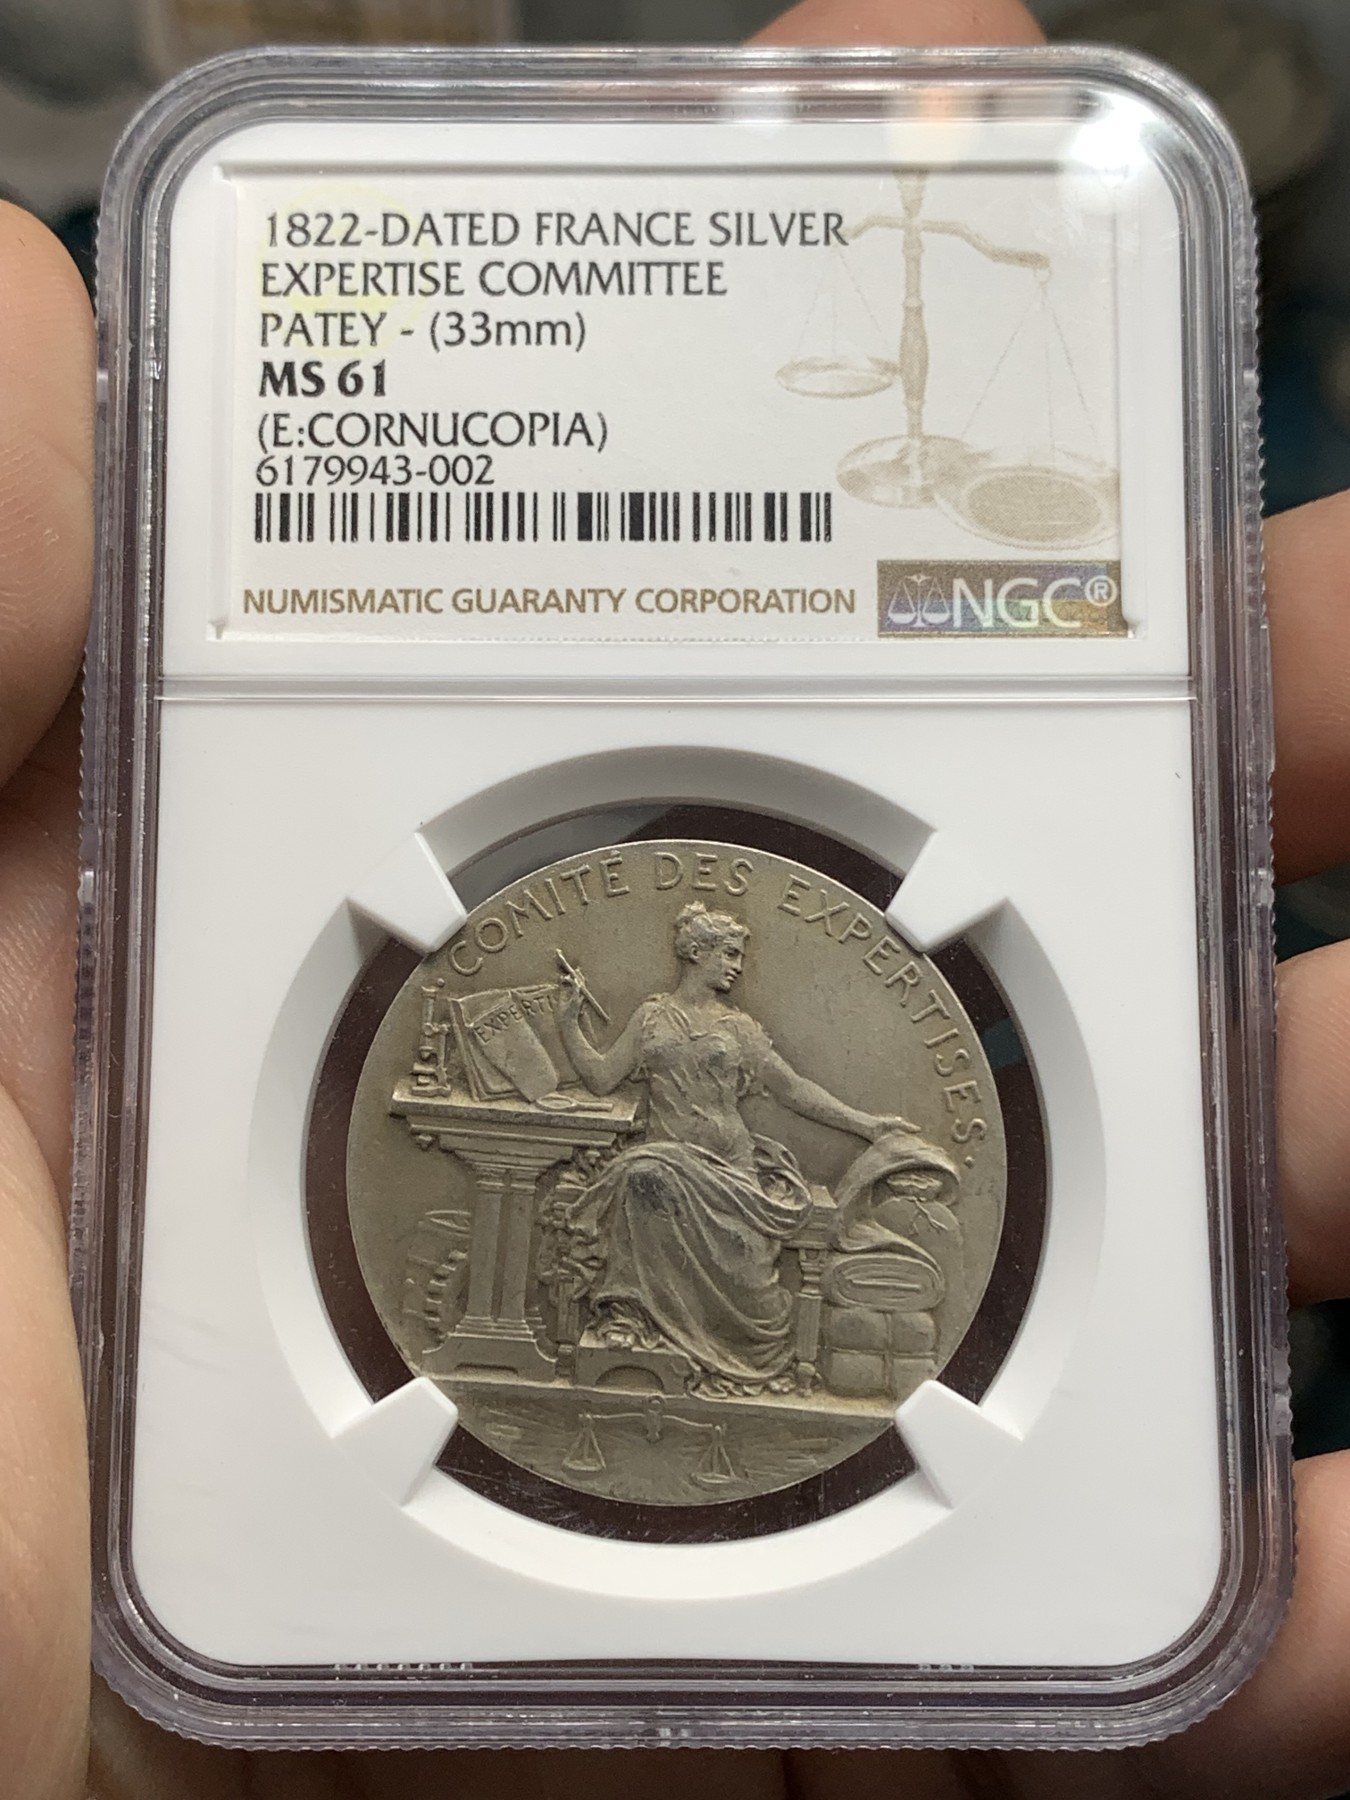 1822-DATED FRANCE SILVER
EXPERTISE COMMITTEE
PATEY - (33mm)
MS 61
(E:CORNUCOPIA)
6179943-002
NUMISMATIC GUARANTY CORPORATION NGC®
COMITÉ DES EXPERTISES.
EXPERTI